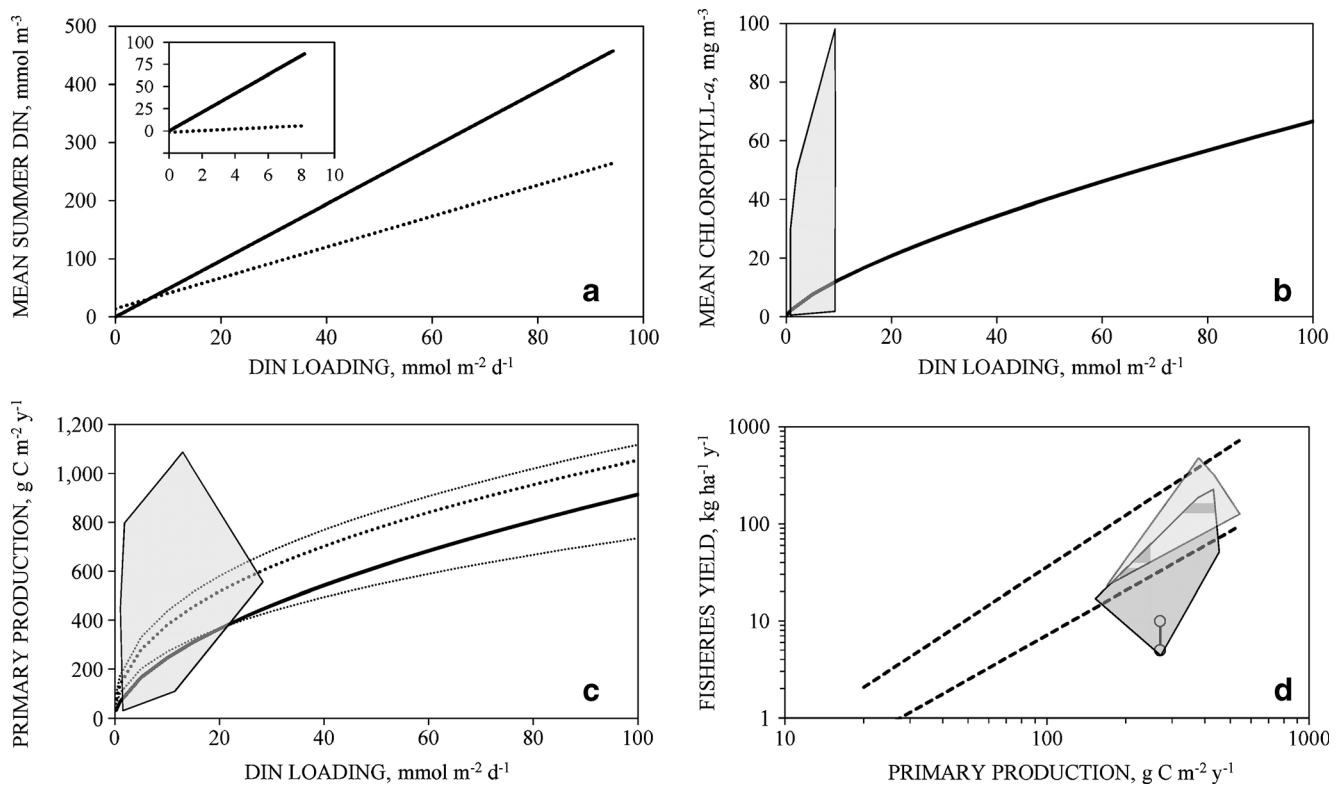 MEAN SUMMER DIN, mmol m⁻³
500
400
300
200
100
0
100
75
50
25
0
0 2 4 6 8 10
a
0 20 40 60 80 100
DIN LOADING, mmol m⁻² d⁻¹
MEAN CHLOROPHYLL-a, mg m⁻³
100
80
60
40
20
0
b
0 20 40 60 80 100
DIN LOADING, mmol m⁻² d⁻¹
PRIMARY PRODUCTION, g C m⁻² y⁻¹
1,200
1,000
800
600
400
200
0
c
0 20 40 60 80 100
DIN LOADING, mmol m⁻² d⁻¹
FISHERIES YIELD, kg ha⁻¹ y⁻¹
1000
100
10
1
d
10 100 1000
PRIMARY PRODUCTION, g C m⁻² y⁻¹